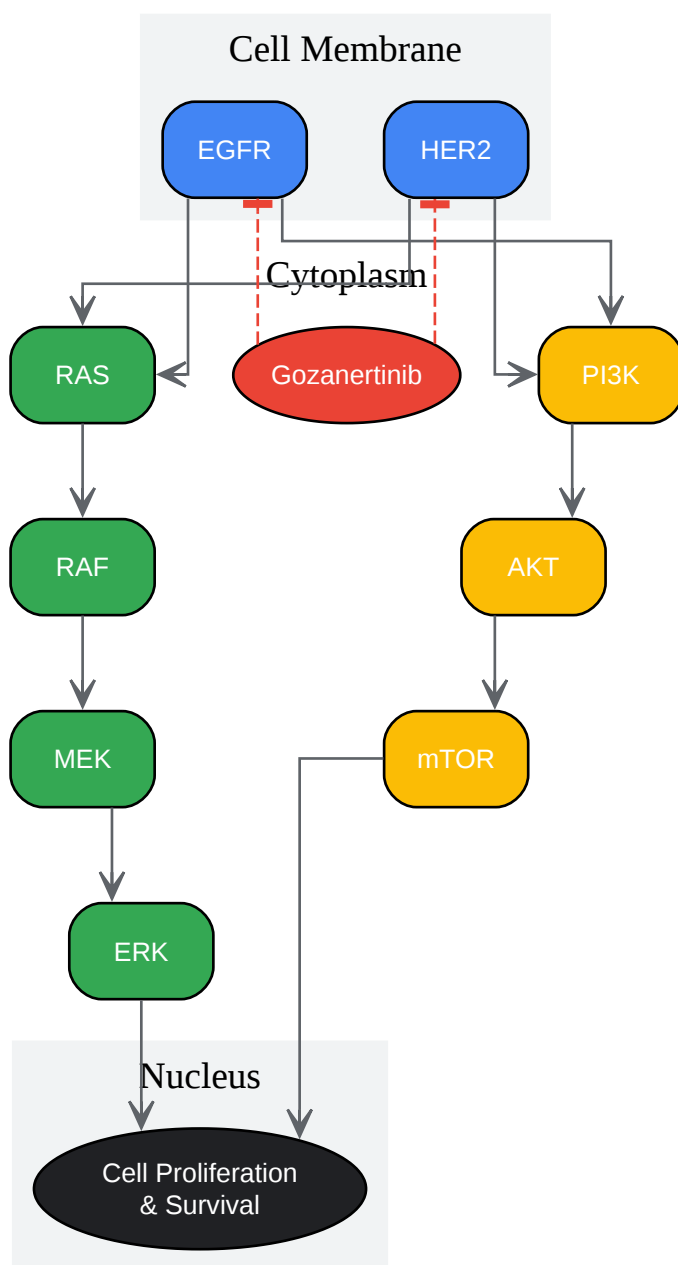 Cell Membrane
EGFR
HER2
Cytoplasm
RAS
Gozanertinib
PI3K
RAF
AKT
MEK
mTOR
ERK
Nucleus
Cell Proliferation
& Survival